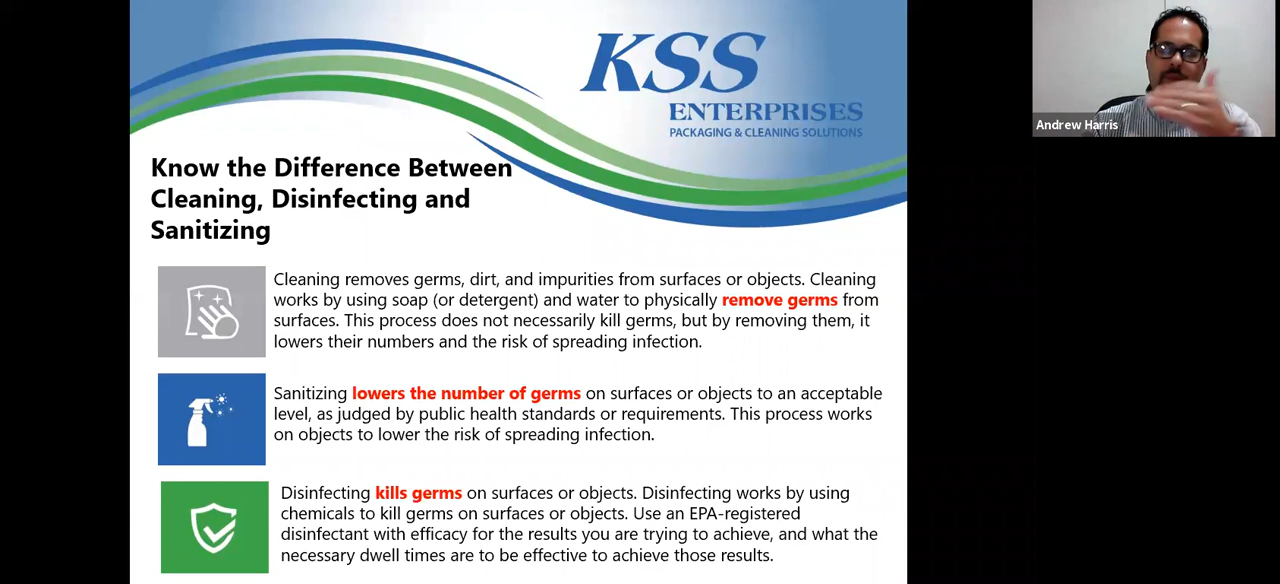 KSS
ENTERPRISES
PACKAGING & CLEANING SOLUTIONS
Andrew Harris
Know the Difference Between
Cleaning, Disinfecting and
Sanitizing
Cleaning removes germs, dirt, and impurities from surfaces or objects. Cleaning
works by using soap (or detergent) and water to physically remove germs from
surfaces. This process does not necessarily kill germs, but by removing them, it
lowers their numbers and the risk of spreading infection.
Sanitizing lowers the number of germs on surfaces or objects to an acceptable
level, as judged by public health standards or requirements. This process works
on objects to lower the risk of spreading infection.
Disinfecting kills germs on surfaces or objects. Disinfecting works by using
chemicals to kill germs on surfaces or objects. Use an EPA-registered
disinfectant with efficacy for the results you are trying to achieve, and what the
necessary dwell times are to be effective to achieve those results.